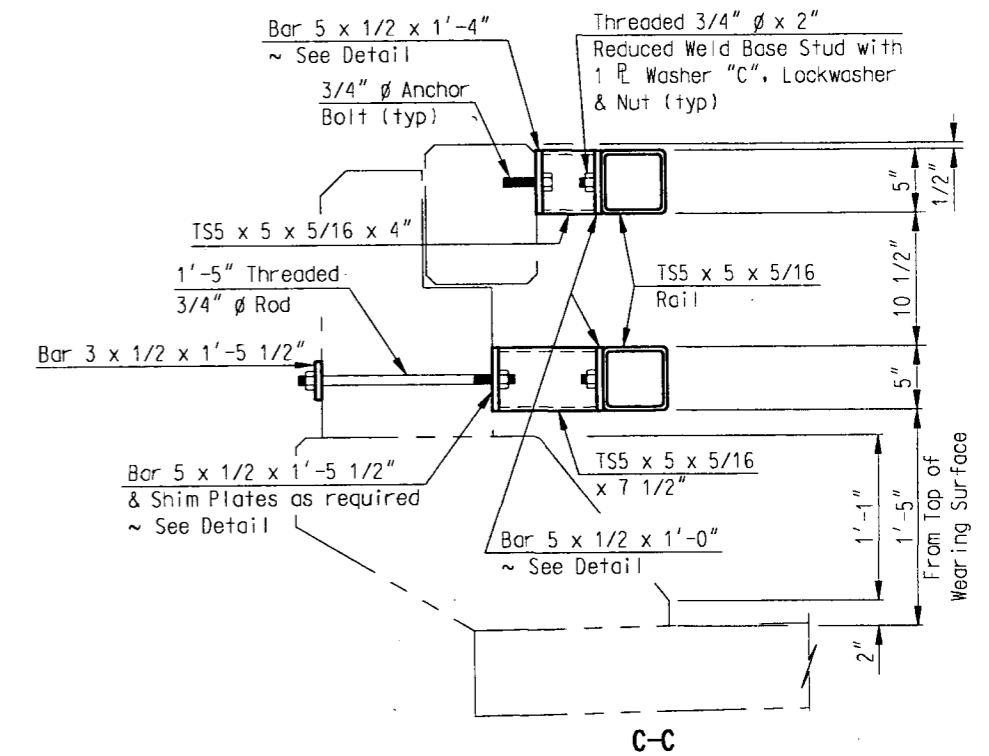 Bar 5 x 1/2 x 1'-4"
~ See Detail
Threaded 3/4" ø x 2"
Reduced Weld Base Stud with
1 ℞ Washer "C", Lockwasher
& Nut (typ)
3/4" ø Anchor
Bolt (typ)
5"
1/2"
TS5 x 5 x 5/16 x 4"
1'-5" Threaded
3/4" ø Rod
TS5 x 5 x 5/16
Rail
10 1/2"
Bar 3 x 1/2 x 1'-5 1/2"
5"
Bar 5 x 1/2 x 1'-5 1/2"
& Shim Plates as required
~ See Detail
TS5 x 5 x 5/16
x 7 1/2"
Bar 5 x 1/2 x 1'-0"
~ See Detail
1'-1"
1'-5"
From Top of
Wearing Surface
2"
C-C